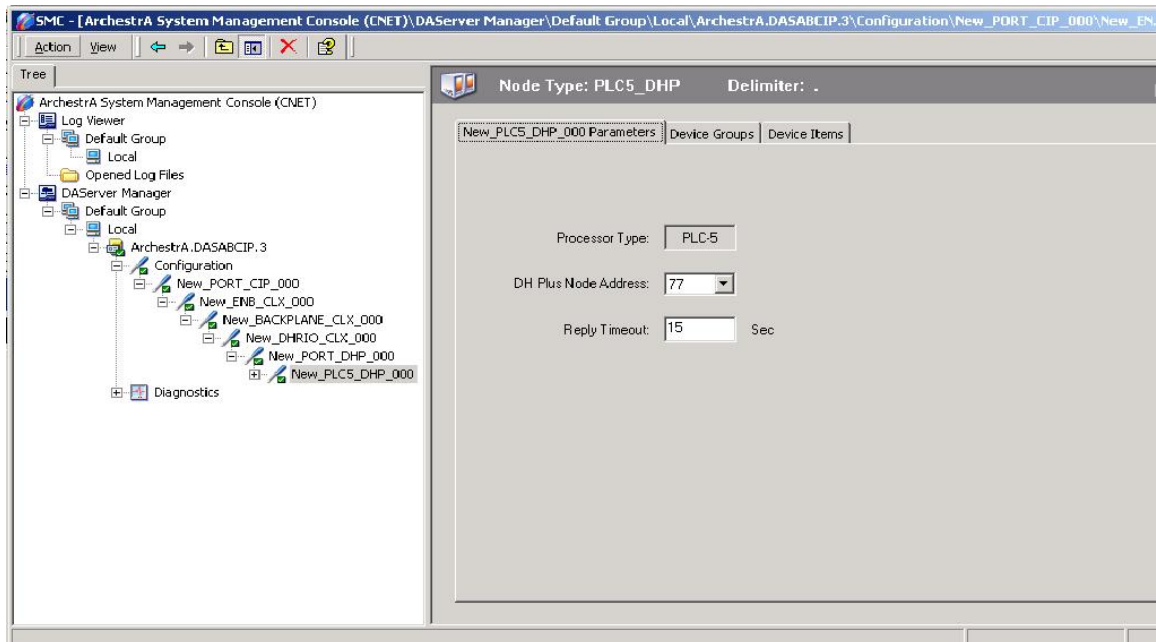 SMC - [ArchestrA System Management Console (CNET)\DAServer Manager\Default Group\Local\ArchestrA.DASABCIP.3\Configuration\New_PORT_CIP_000\New_EN
Action View
Tree
ArchestrA System Management Console (CNET)
Log Viewer
Default Group
Local
Opened Log Files
DAServer Manager
Default Group
Local
ArchestrA.DASABCIP.3
Configuration
New_PORT_CIP_000
New_ENB_CLX_000
New_BACKPLANE_CLX_000
New_DHRIO_CLX_000
New_PORT_DHP_000
New_PLC5_DHP_000
Diagnostics
Node Type: PLC5_DHP Delimiter: .
New_PLC5_DHP_000 Parameters Device Groups Device Items
Processor Type: PLC-5
DH Plus Node Address: 77
Reply Timeout: 15 Sec